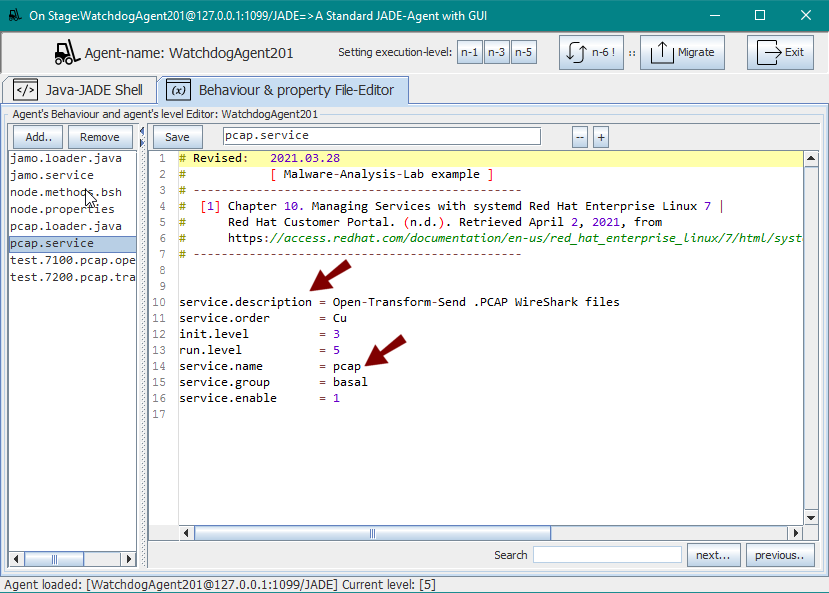 On Stage:WatchdogAgent201@127.0.0.1:1099/JADE=>A Standard JADE-Agent with GUI
Agent-name: WatchdogAgent201 Setting execution-level: n-1 n-3 n-5 n-6 ! :: Migrate Exit
</> Java-JADE Shell (x) Behaviour & property File-Editor
Agent's Behaviour and agent's level Editor: WatchdogAgent201
Add.. Remove Save pcap.service -- +
jamo.loader.java
jamo.service
node.methods.bsh
node.properties
pcap.loader.java
pcap.service
test.7100.pcap.ope
test.7200.pcap.tra
1 # Revised: 2021.03.28
2 # [ Malware-Analysis-Lab example ]
3 # -----------------------------------------------
4 # [1] Chapter 10. Managing Services with systemd Red Hat Enterprise Linux 7 |
5 # Red Hat Customer Portal. (n.d.). Retrieved April 2, 2021, from
6 # https://access.redhat.com/documentation/en-us/red_hat_enterprise_linux/7/html/syst
7 # -----------------------------------------------
8
9
10 service.description = Open-Transform-Send .PCAP WireShark files
11 service.order = Cu
12 init.level = 3
13 run.level = 5
14 service.name = pcap
15 service.group = basal
16 service.enable = 1
17
Search next... previous..
Agent loaded: [WatchdogAgent201@127.0.0.1:1099/JADE] Current level: [5]